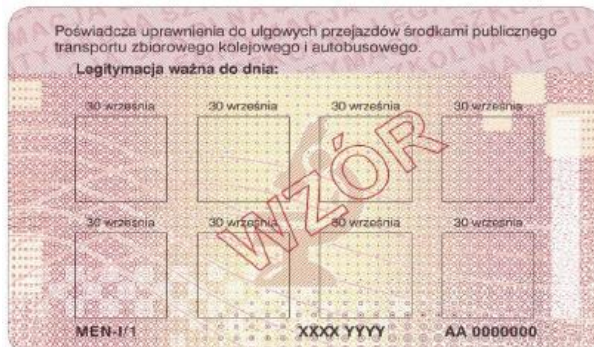 Poświadcza uprawnienia do ulgowych przejazdów środkami publicznego
transportu zbiorowego kolejowego i autobusowego.
Legitymacja ważna do dnia:
30 września 30 września 30 września 30 września
WZÓR
30 września 30 września 30 września 30 września
MEN-I/1 XXXX YYYY AA 0000000